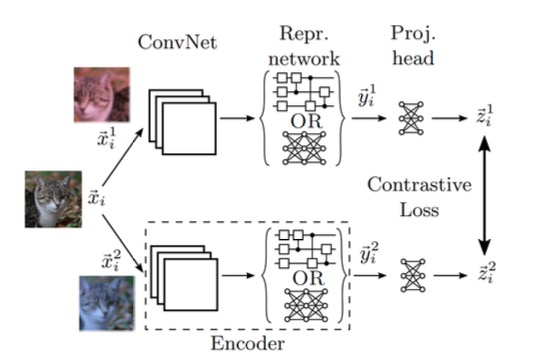 ConvNet
Repr.
network
Proj.
head
OR
$\vec{x}_i^1$
$\vec{y}_i^1$
$\vec{z}_i^1$
$\vec{x}_i$
Contrastive
Loss
$\vec{x}_i^2$
OR
$\vec{y}_i^2$
$\vec{z}_i^2$
Encoder